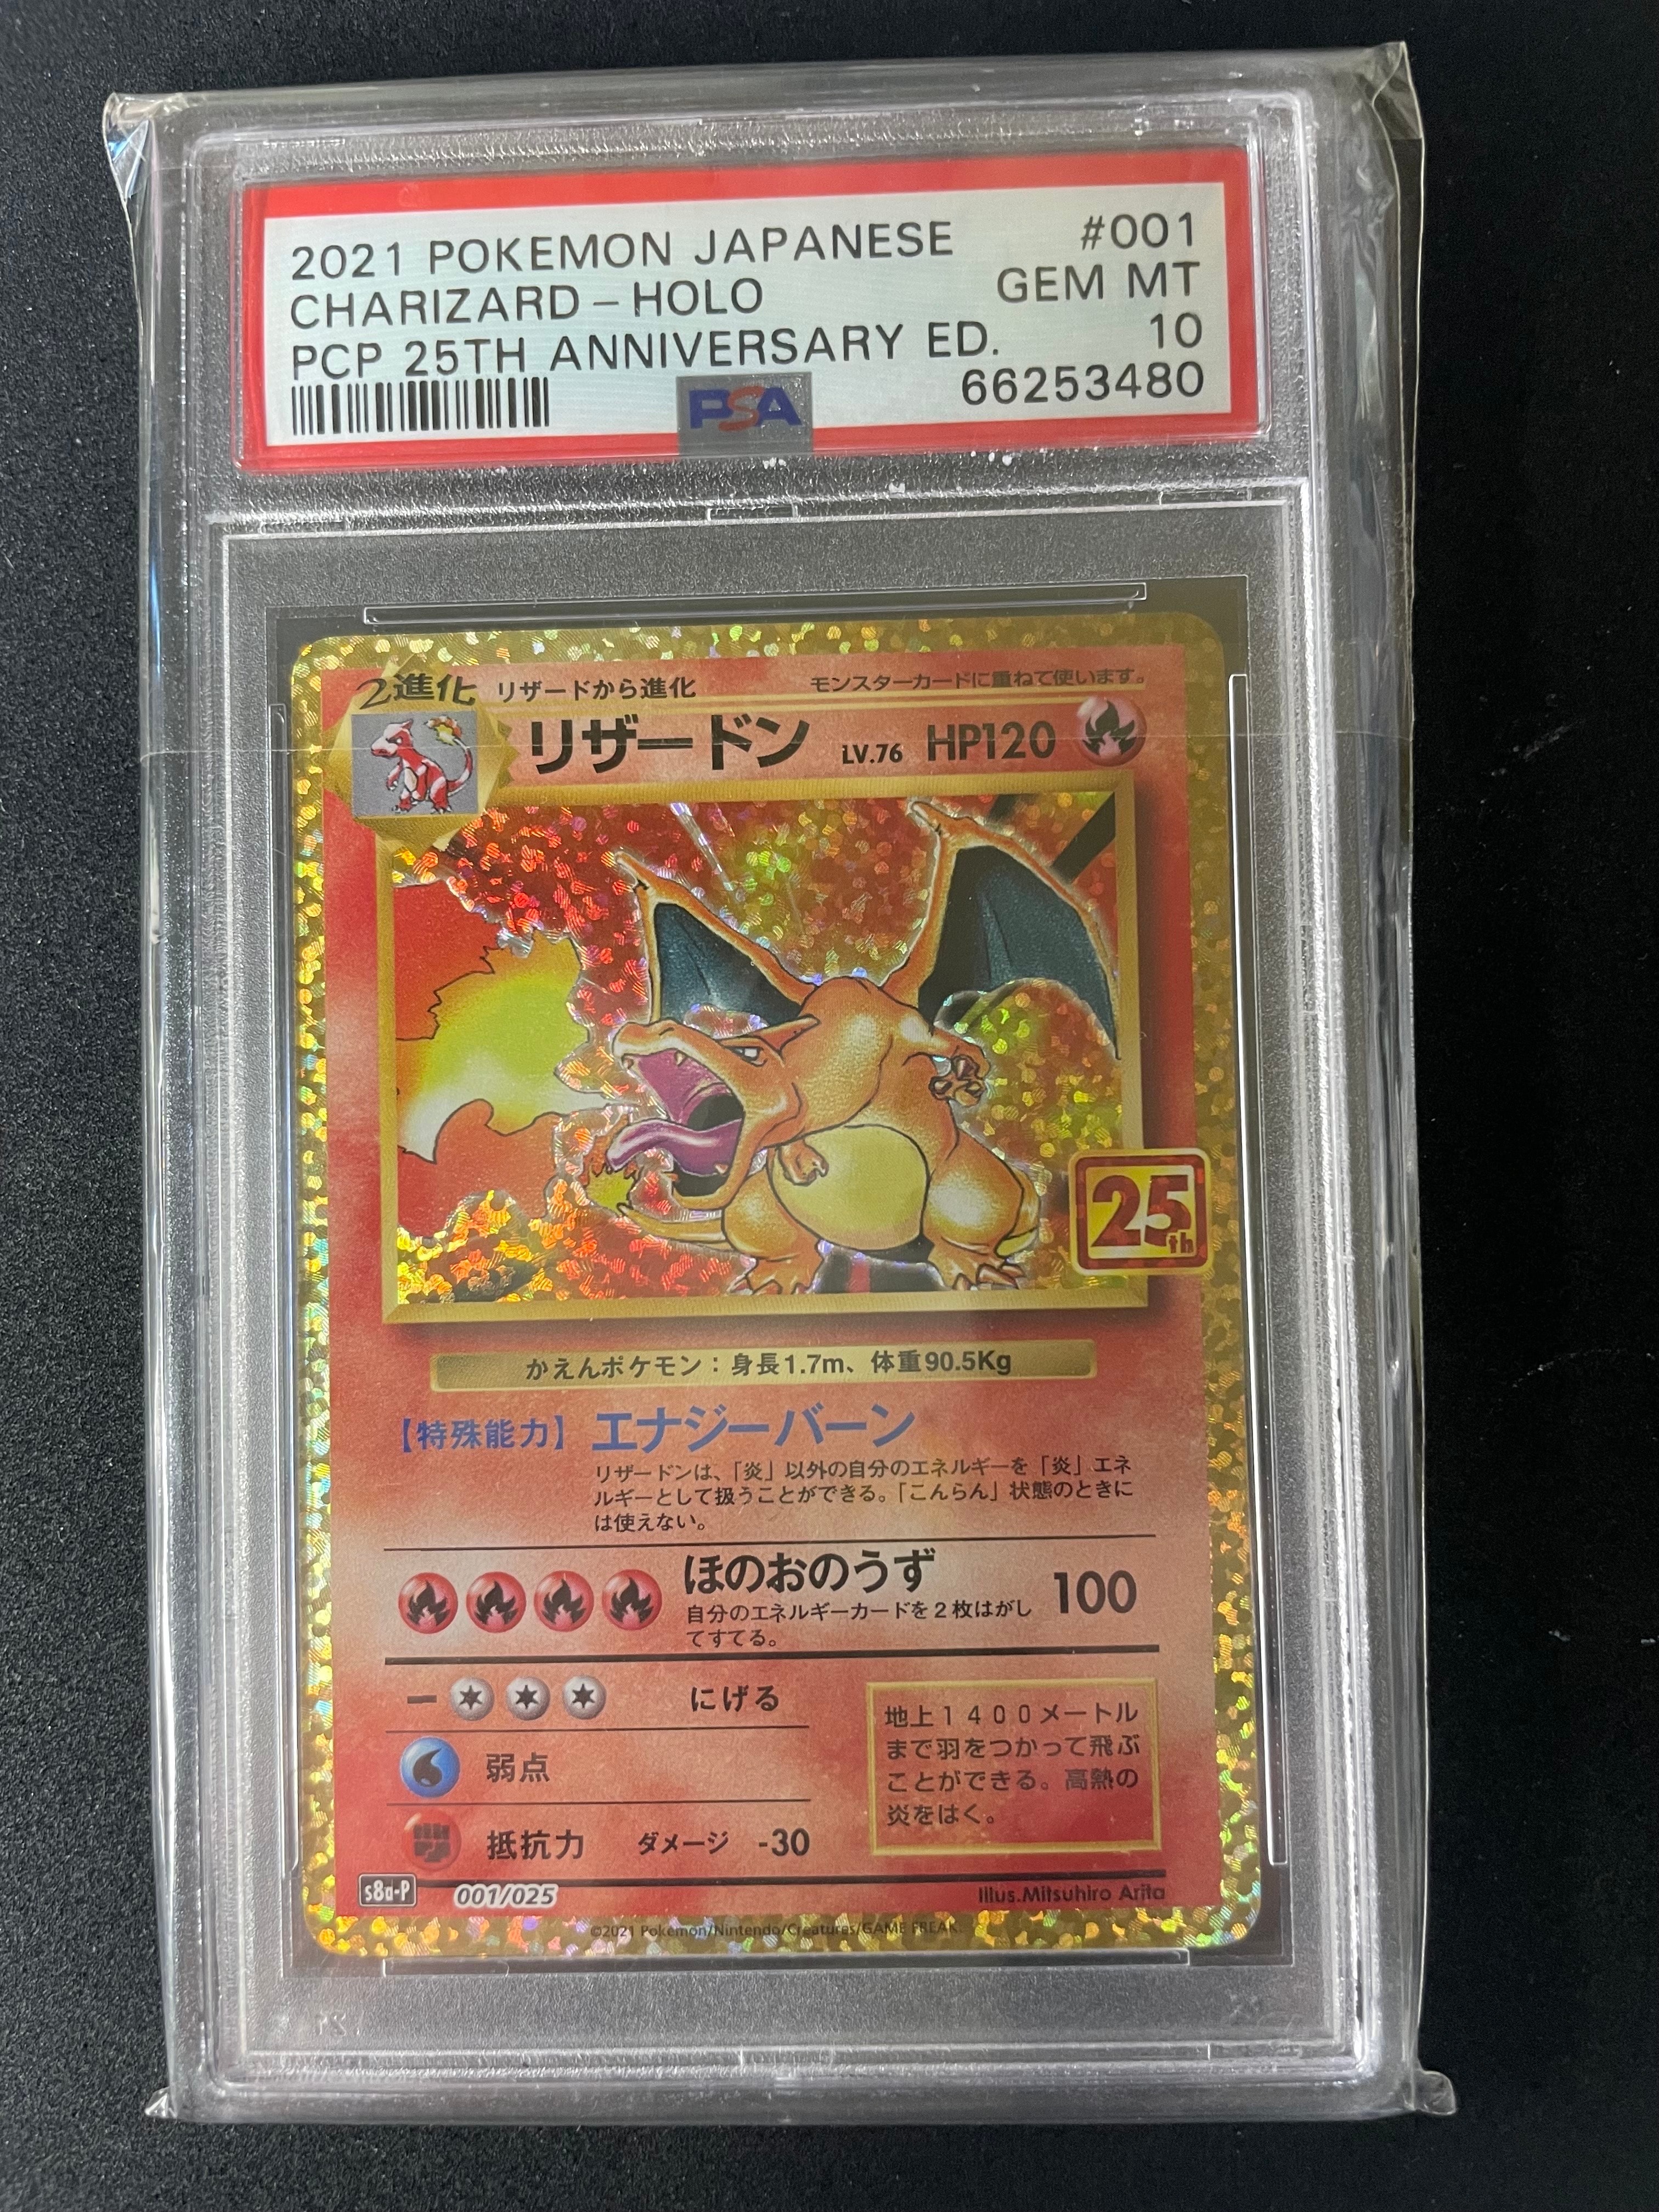 2021 POKEMON JAPANESE #001
CHARIZARD – HOLO GEM MT
PCP 25TH ANNIVERSARY ED. 10
PSA 66253480
2進化 リザードから進化 モンスターカードに重ねて使います。
リザードン LV.76 HP120
25th
かえんポケモン：身長1.7m、体重90.5Kg
【特殊能力】エナジーバーン
リザードンは、「炎」以外の自分のエネルギーを「炎」エネ
ルギーとして扱うことができる。「こんらん」状態のときに
は使えない。
ほのおのうず 100
自分のエネルギーカードを２枚はがし
てすてる。
ー にげる
弱点
抵抗力 ダメージ -30
地上１４００メートル
まで羽をつかって飛ぶ
ことができる。高熱の
炎をはく。
s8a-P 001/025 Illus.Mitsuhiro Arita
©2021 Pokémon/Nintendo/Creatures/GAME FREAK.